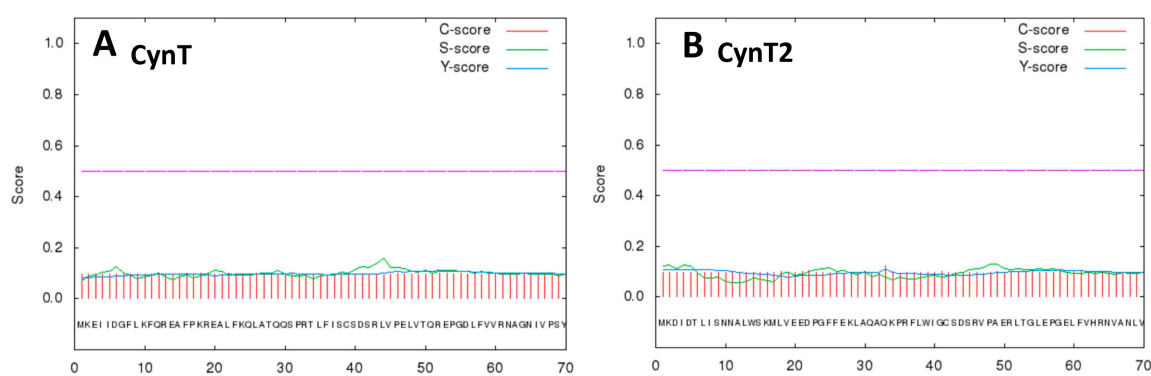 A CynT
C-score
S-score
Y-score
1.0
0.8
0.6
0.4
0.2
0.0
Score
MKEIIDGFLKFQREAFPKREALFKQLATQQSPRTLFISCSDSRLVPELVTQREPGDLFVVRNAGNIVPSY
0 10 20 30 40 50 60 70
B CynT2
C-score
S-score
Y-score
1.0
0.8
0.6
0.4
0.2
0.0
Score
MKDIDTLISNNALWSKMLVEEDPGFFEKLAQAQKPRFLWIGCSDSRVPAERLTGLEPGELFVHRNVANLV
0 10 20 30 40 50 60 70